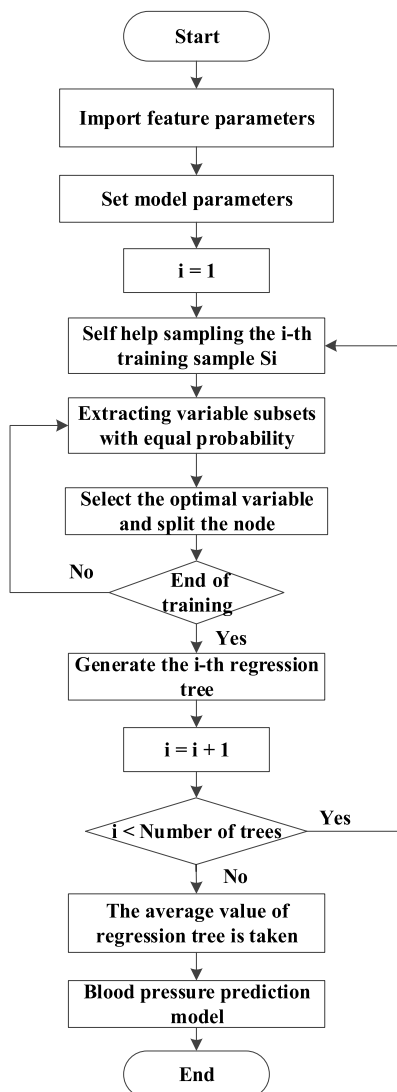 Start
Import feature parameters
Set model parameters
i = 1
Self help sampling the i-th
training sample Si
Extracting variable subsets
with equal probability
Select the optimal variable
and split the node
No
End of
training
Yes
Generate the i-th regression
tree
i = i + 1
i < Number of trees
Yes
No
The average value of
regression tree is taken
Blood pressure prediction
model
End